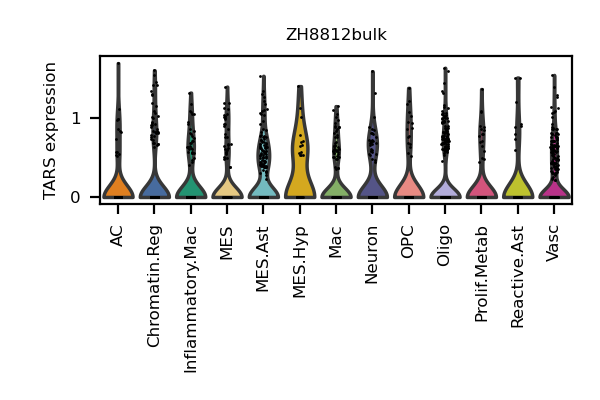 ZH8812bulk
TARS expression
1
0
AC
Chromatin.Reg
Inflammatory.Mac
MES
MES.Ast
MES.Hyp
Mac
Neuron
OPC
Oligo
Prolif.Metab
Reactive.Ast
Vasc